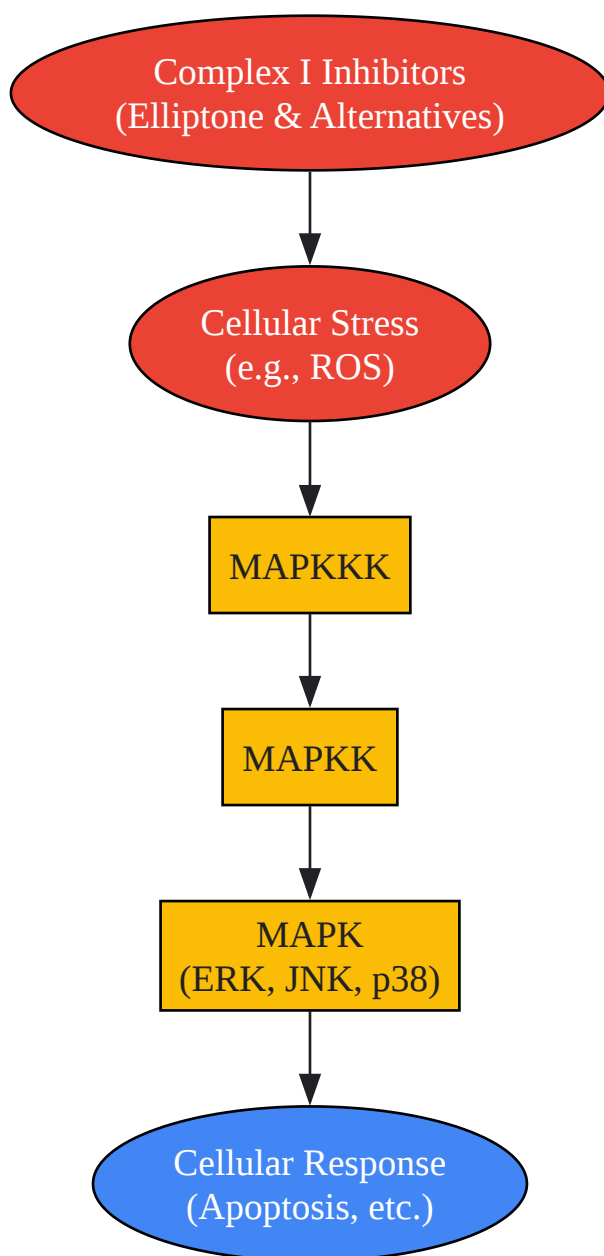 Complex I Inhibitors
(Elliptone & Alternatives)
Cellular Stress
(e.g., ROS)
MAPKKK
MAPKK
MAPK
(ERK, JNK, p38)
Cellular Response
(Apoptosis, etc.)